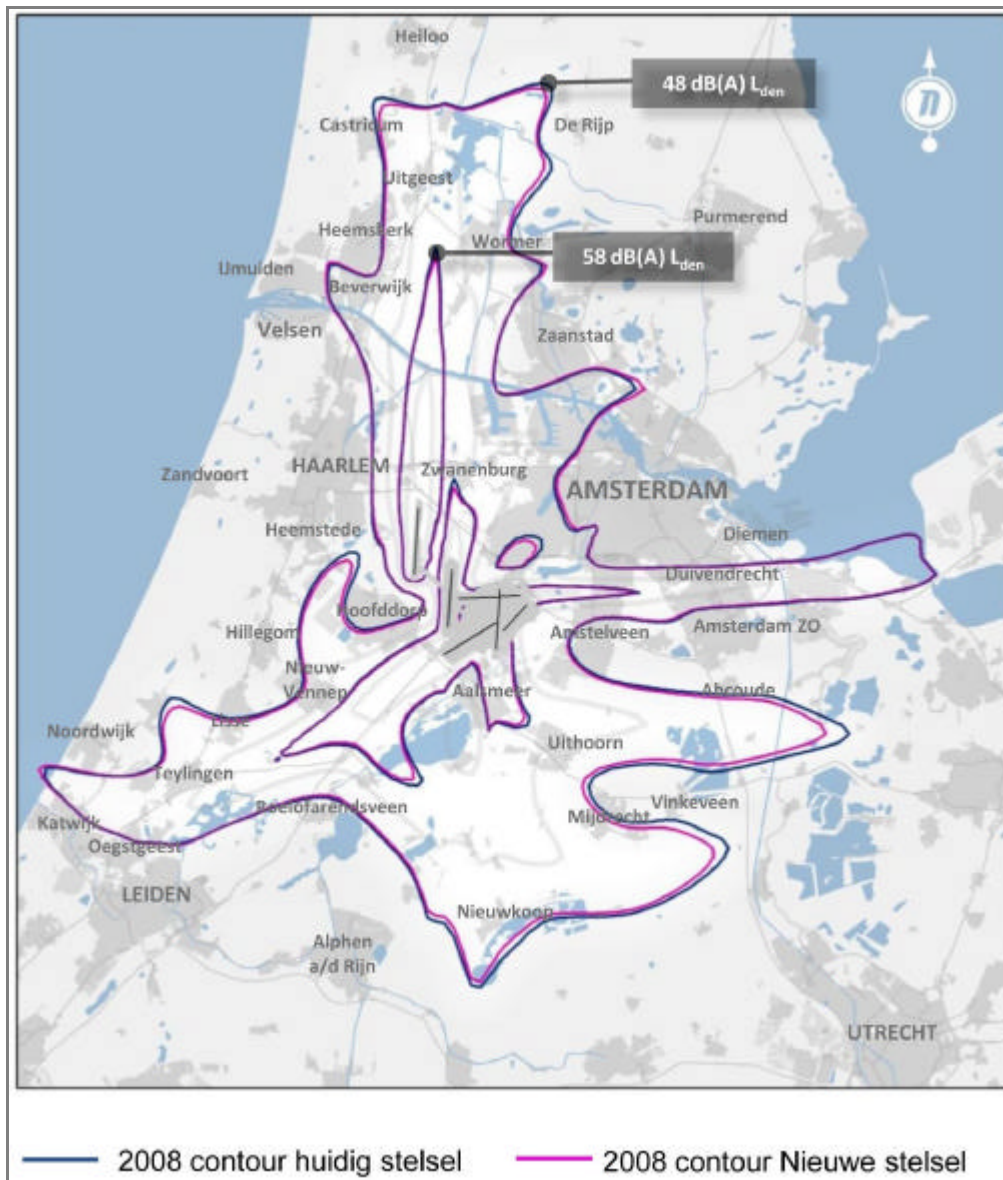 Heiloo
48 dB(A) Lden
Castricum
De Rijp
Uitgeest
Purmerend
Heemskerk
Wormer
58 dB(A) Lden
IJmuiden
Beverwijk
Velsen
Zaanstad
HAARLEM
Zwanenburg
Zandvoort
AMSTERDAM
Heemstede
Diemen
Duivendrecht
Hoofddorp
Hillegom
Amstelveen
Amsterdam ZO
Nieuw-
Vennep
Aalsmeer
Abcoude
Noordwijk
Lisse
Uithoorn
Teylingen
Roelofarendsveen
Vinkeveen
Mijdrecht
Katwijk
Oegstgeest
LEIDEN
Nieuwkoop
Alphen
a/d Rijn
UTRECHT
2008 contour huidig stelsel
2008 contour Nieuwe stelsel